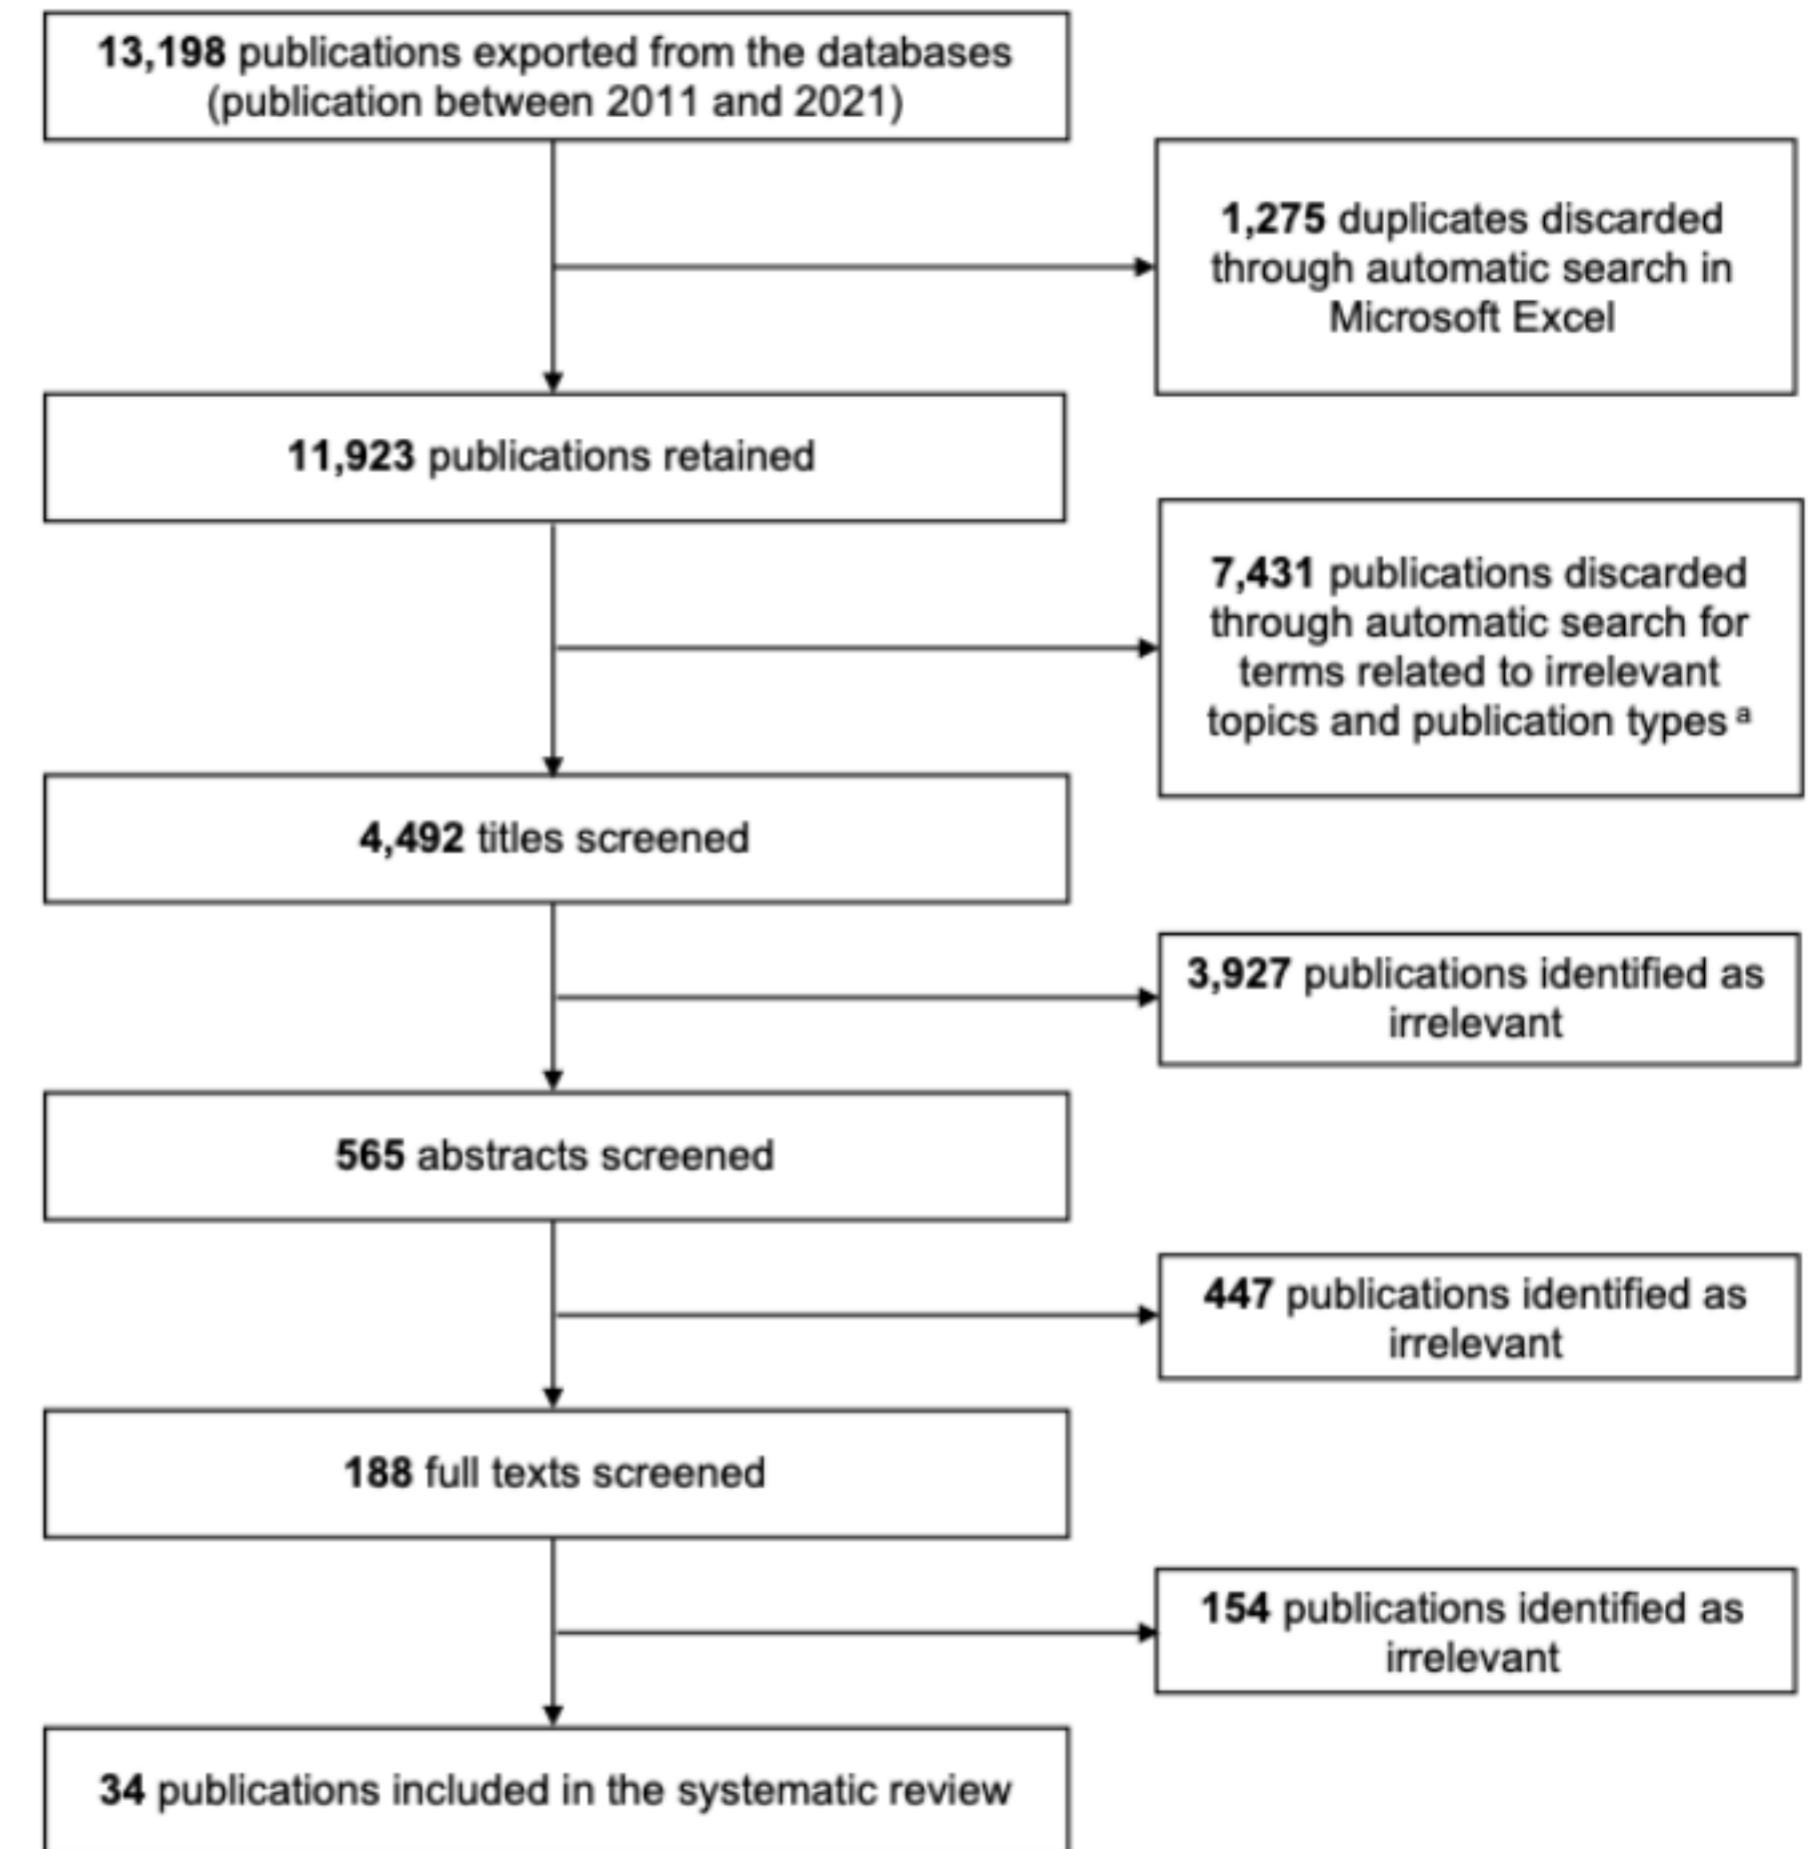 13,198 publications exported from the databases
(publication between 2011 and 2021)
1,275 duplicates discarded
through automatic search in
Microsoft Excel
11,923 publications retained
7,431 publications discarded
through automatic search for
terms related to irrelevant
topics and publication types a
4,492 titles screened
3,927 publications identified as
irrelevant
565 abstracts screened
447 publications identified as
irrelevant
188 full texts screened
154 publications identified as
irrelevant
34 publications included in the systematic review